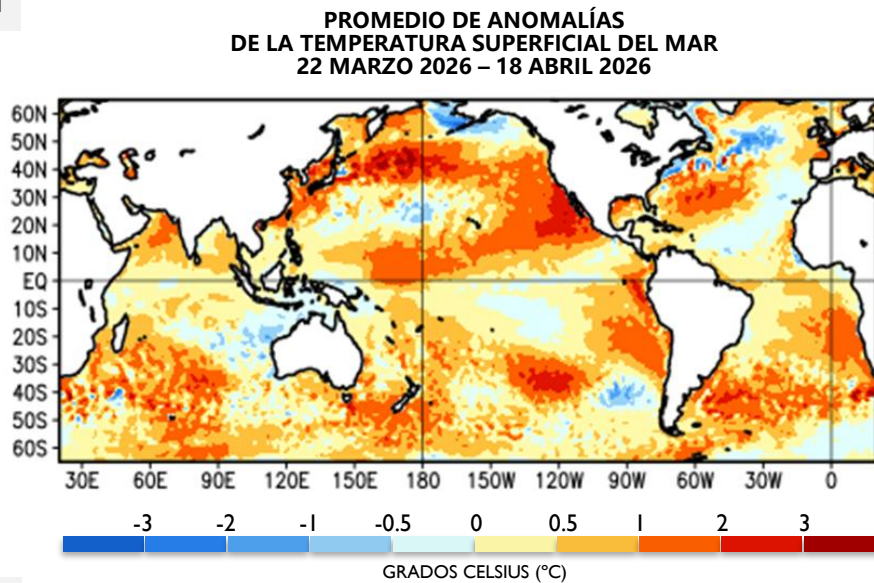 PROMEDIO DE ANOMALÍAS
DE LA TEMPERATURA SUPERFICIAL DEL MAR
22 MARZO 2026 – 18 ABRIL 2026
60N
50N
40N
30N
20N
10N
EQ
10S
20S
30S
40S
50S
60S
30E 60E 90E 120E 150E 180 150W 120W 90W 60W 30W 0
-3 -2 -1 -0.5 0 0.5 1 2 3
GRADOS CELSIUS (ºC)